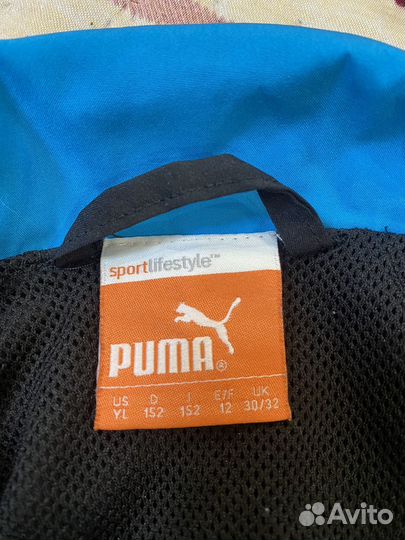 sportlifestyle™
PUMA®
US D I E/F UK
YL 152 152 12 30/32
Avito